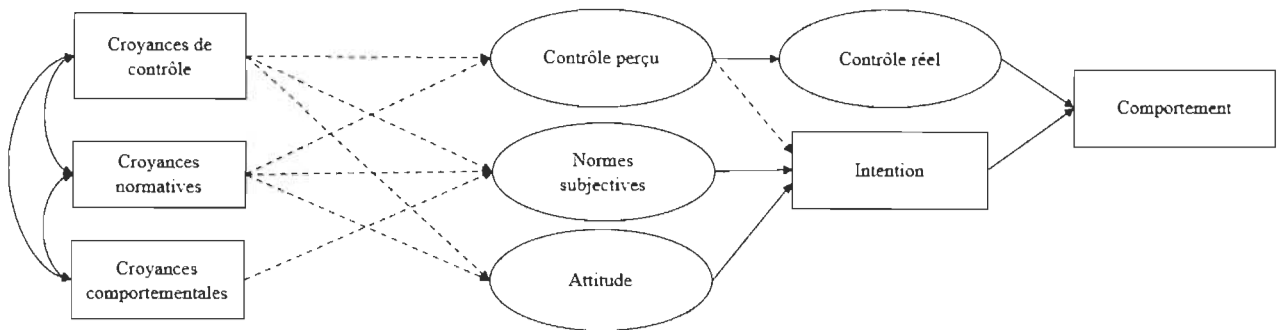 Croyances de
contrôle
Contrôle perçu
Contrôle réel
Comportement
Croyances
normatives
Normes
subjectives
Intention
Croyances
comportementales
Attitude